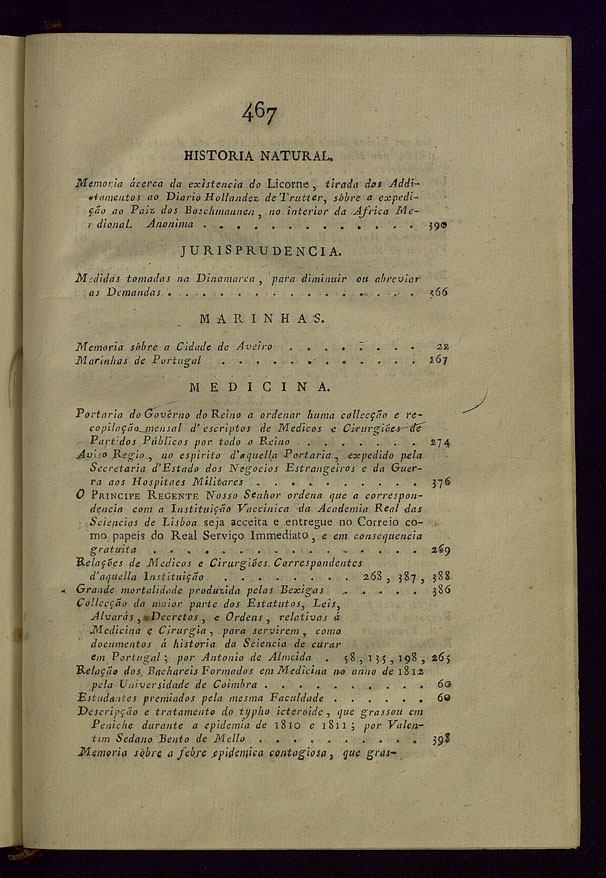 467
HISTORIA NATURAL.
Memoria ácerca da existencia do Licorne, tirada dos Addi-
tamentos ao Diario Hollandez de Trutter, sôbre a expedi-
ção ao Paiz dos Boschmannen, no interior da Africa Me-
r dional. Anonima . . . . . . . . . . . . . 390
JURISPRUDENCIA.
Medidas tomadas na Dinamarca, para diminuir ou abreviar
as Demandas . . . . . . . . . . . . . . . 366
MARINHAS.
Memoria sôbre a Cidade de Aveiro . . . . . . . 22
Marinhas de Portugal . . . . . . . . . . . 167
MEDICINA.
Portaria do Govêrno do Reino a ordenar huma collecção e re-
copilação mensal d'escriptos de Medicos e Cirurgiões de
Partidos Públicos por todo o Reino . . . . . . . 274
Aviso Regio, no espirito d'aquella Portaria, expedido pela
Secretaria d'Estado dos Negocios Estrangeiros e da Guer-
ra aos Hospitaes Militares . . . . . . . . . . 376
O PRINCIPE REGENTE Nosso Senhor ordena que a correspon-
dencia com a Instituição Vaccinica da Academia Real das
Sciencias de Lisboa seja acceita e entregue no Correio co-
mo papeis do Real Serviço Immediato, e em consequencia
gratuita . . . . . . . . . . . . . . . . 269
Relações de Medicos e Cirurgiões Correspondentes
d'aquella Instituição . . . . . . . . 268, 387, 388
Grande mortalidade produzida pelas Bexigas . . . . . 386
Collecção da maior parte dos Estatutos, Leis,
Alvarás, Decretos, e Ordens, relativas á
Medicina e Cirurgia, para servirem, como
documentos á historia da Sciencia de curar
em Portugal; por Antonio de Almeida . 58, 135, 198, 265
Relação dos Bachareis Formados em Medicina no anno de 1812
pela Universidade de Coimbra . . . . . . . . . 60
Estudantes premiados pela mesma Faculdade . . . . . 60
Descripção e tratamento do typho icteroide, que grassou em
Peniche durante a epidemia de 1810 e 1811; por Valen-
tim Sedano Bento de Mello . . . . . . . . . . 398
Memoria sôbre a febre epidemica contagiosa, que gras-